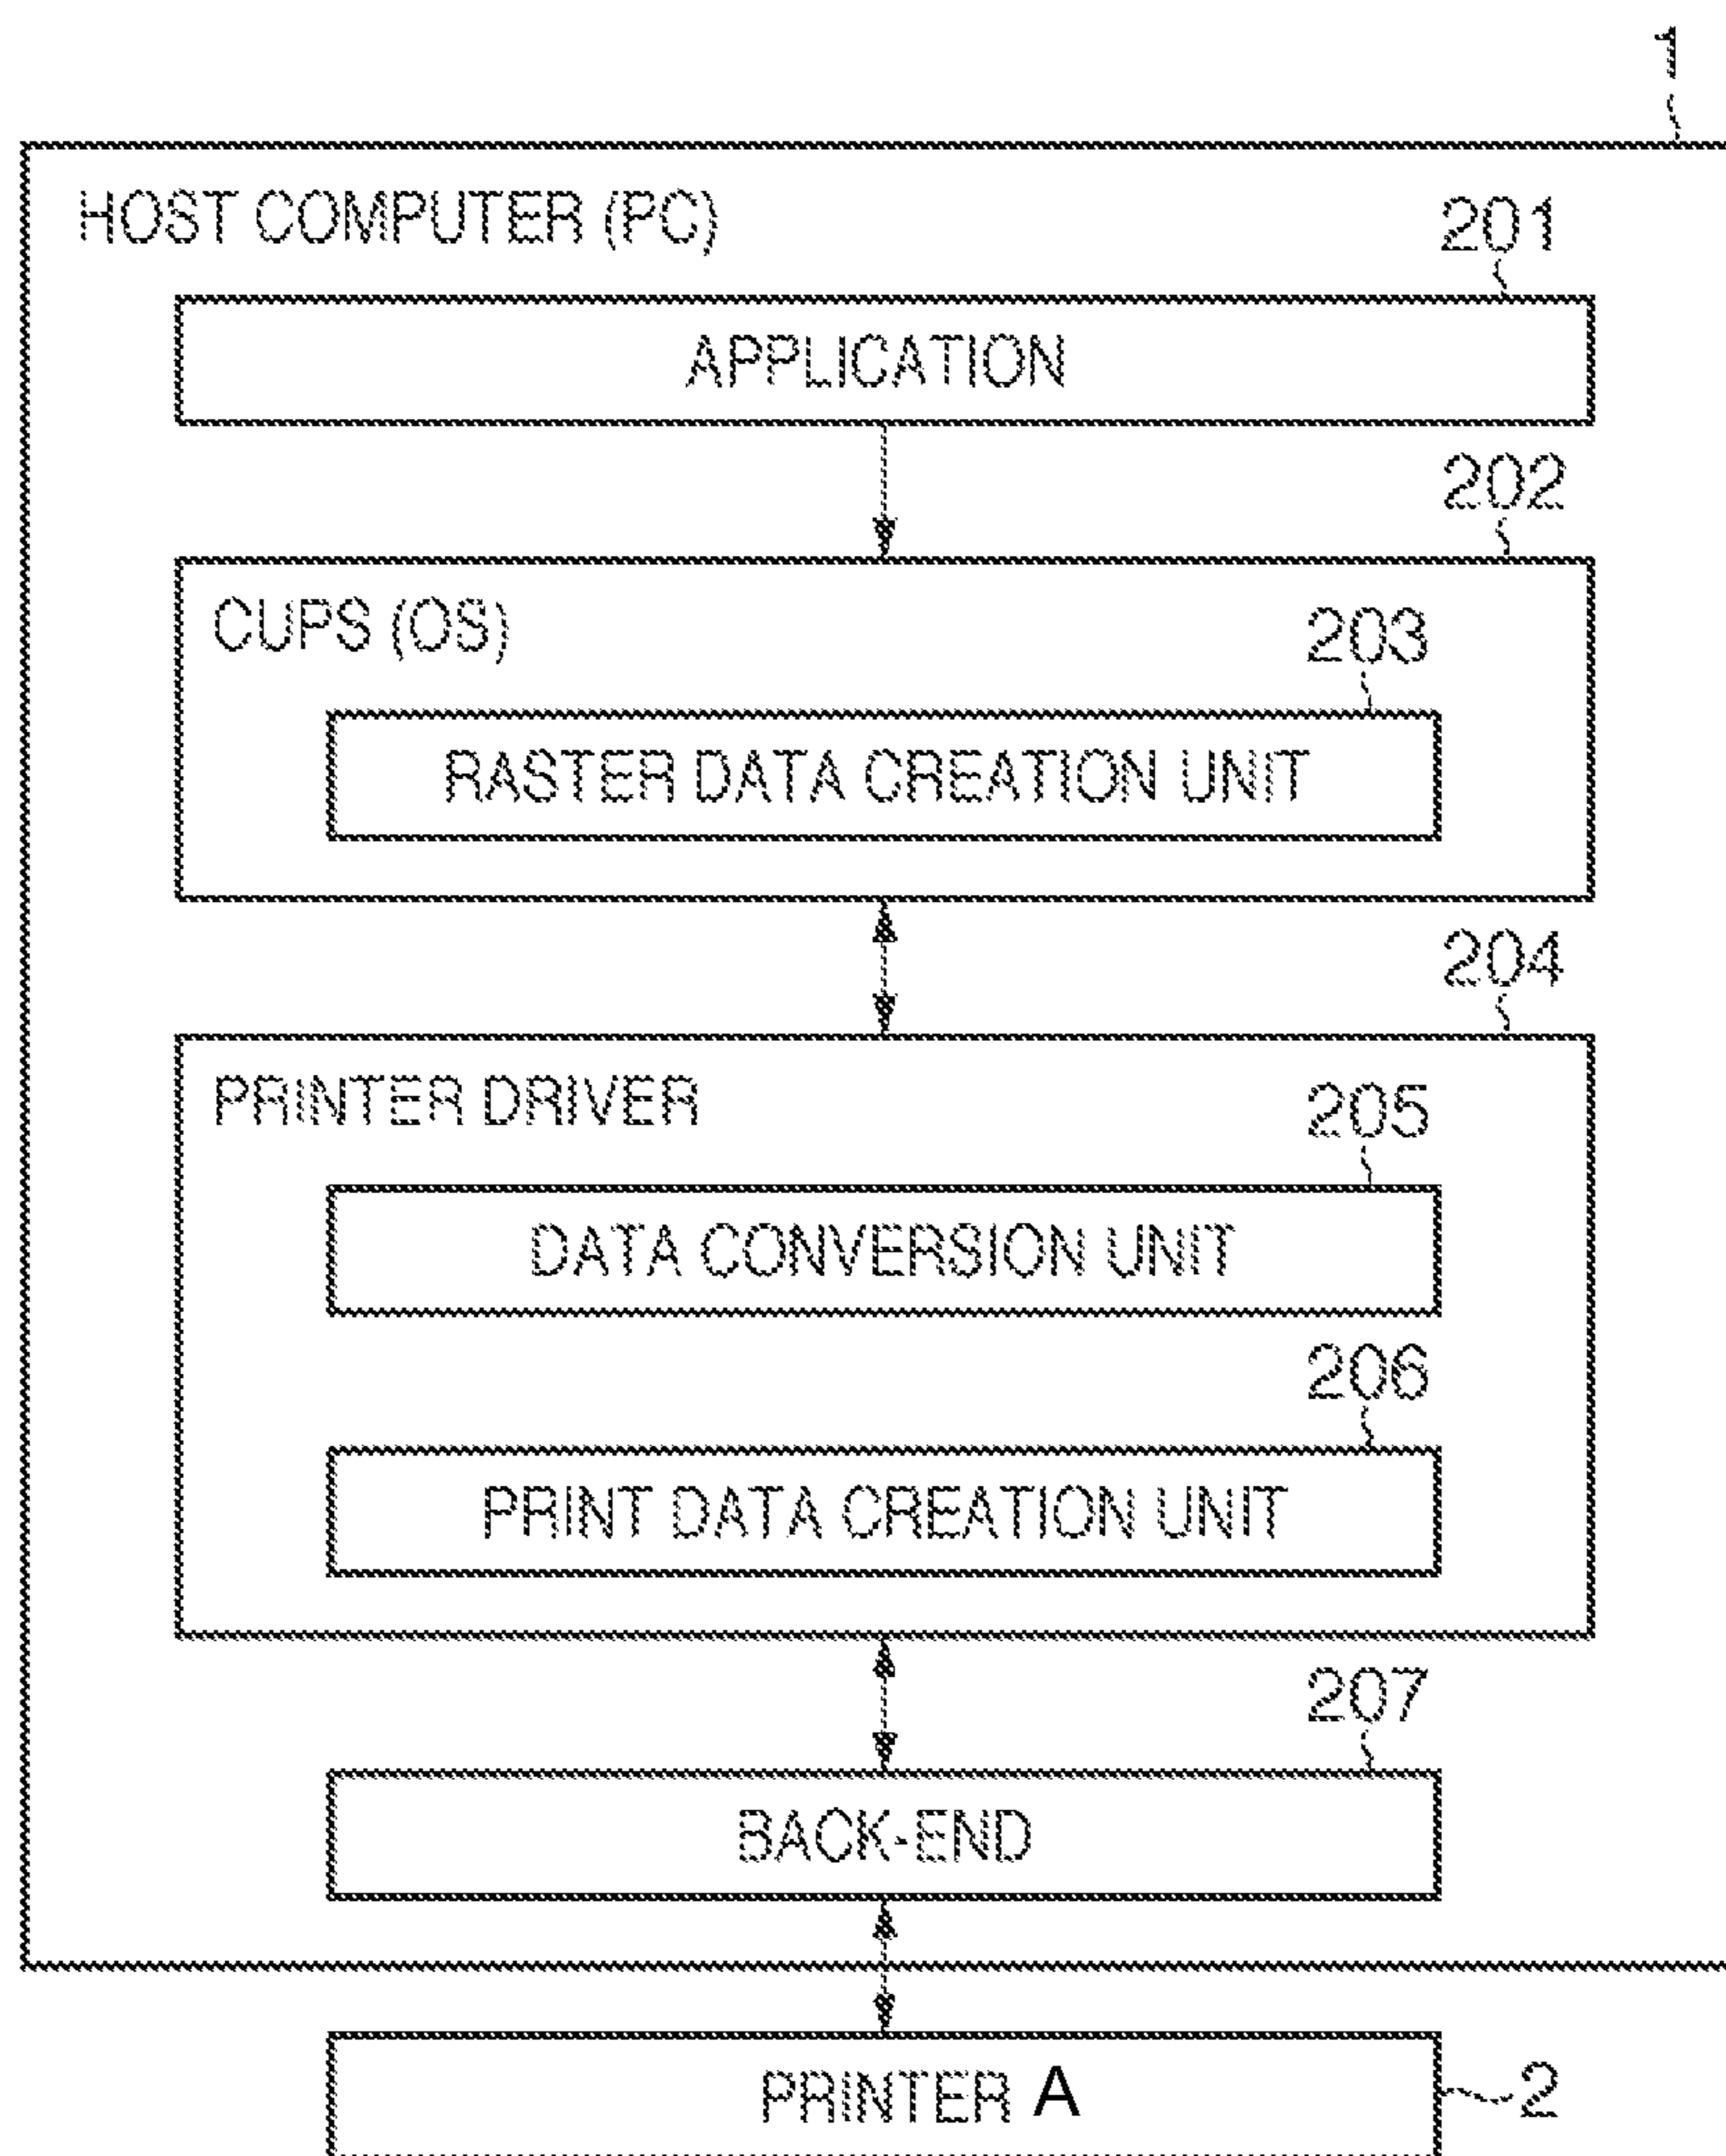 1
HOST COMPUTER (PC)
201
APPLICATION
202
CUPS (OS)
203
RASTER DATA CREATION UNIT
204
PRINTER DRIVER
205
DATA CONVERSION UNIT
206
PRINT DATA CREATION UNIT
207
BACK-END
PRINTER A
2